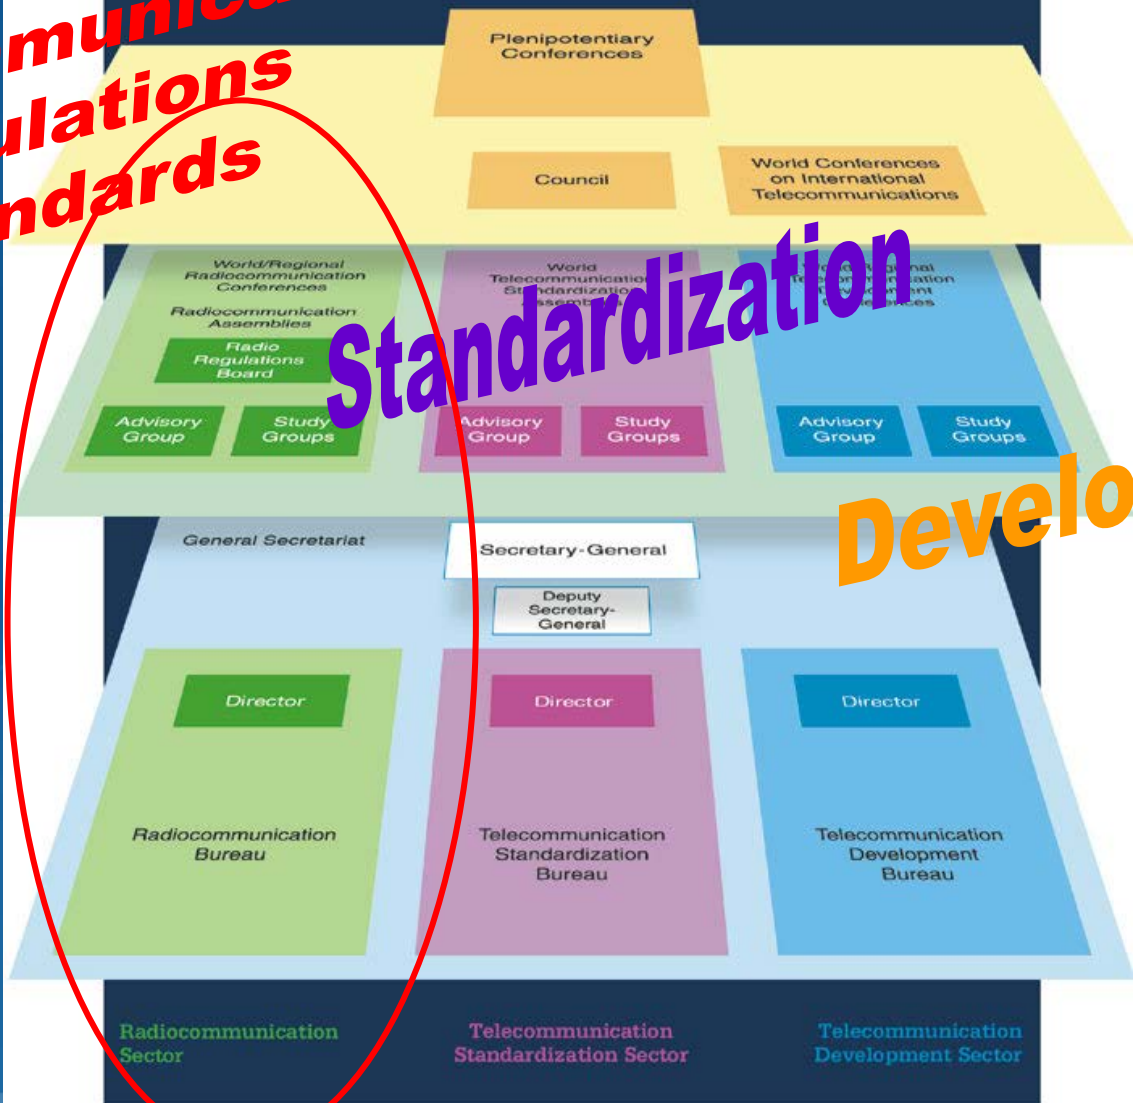 munica
ulations
ndards
Plenipotentiary
Conferences
Council
World Conferences
on International
Telecommunications
World/Regional
Radiocommunication
Conferences
Radiocommunication
Assemblies
Radio
Regulations
Board
Advisory
Group
Study
Groups
World
Telecommunication
Standardization
Advisory
Group
Study
Groups
Advisory
Group
Study
Groups
Standardization
Develo
General Secretariat
Secretary-General
Deputy
Secretary-
General
Director
Radiocommunication
Bureau
Director
Telecommunication
Standardization
Bureau
Director
Telecommunication
Development
Bureau
Radiocommunication
Sector
Telecommunication
Standardization Sector
Telecommunication
Development Sector